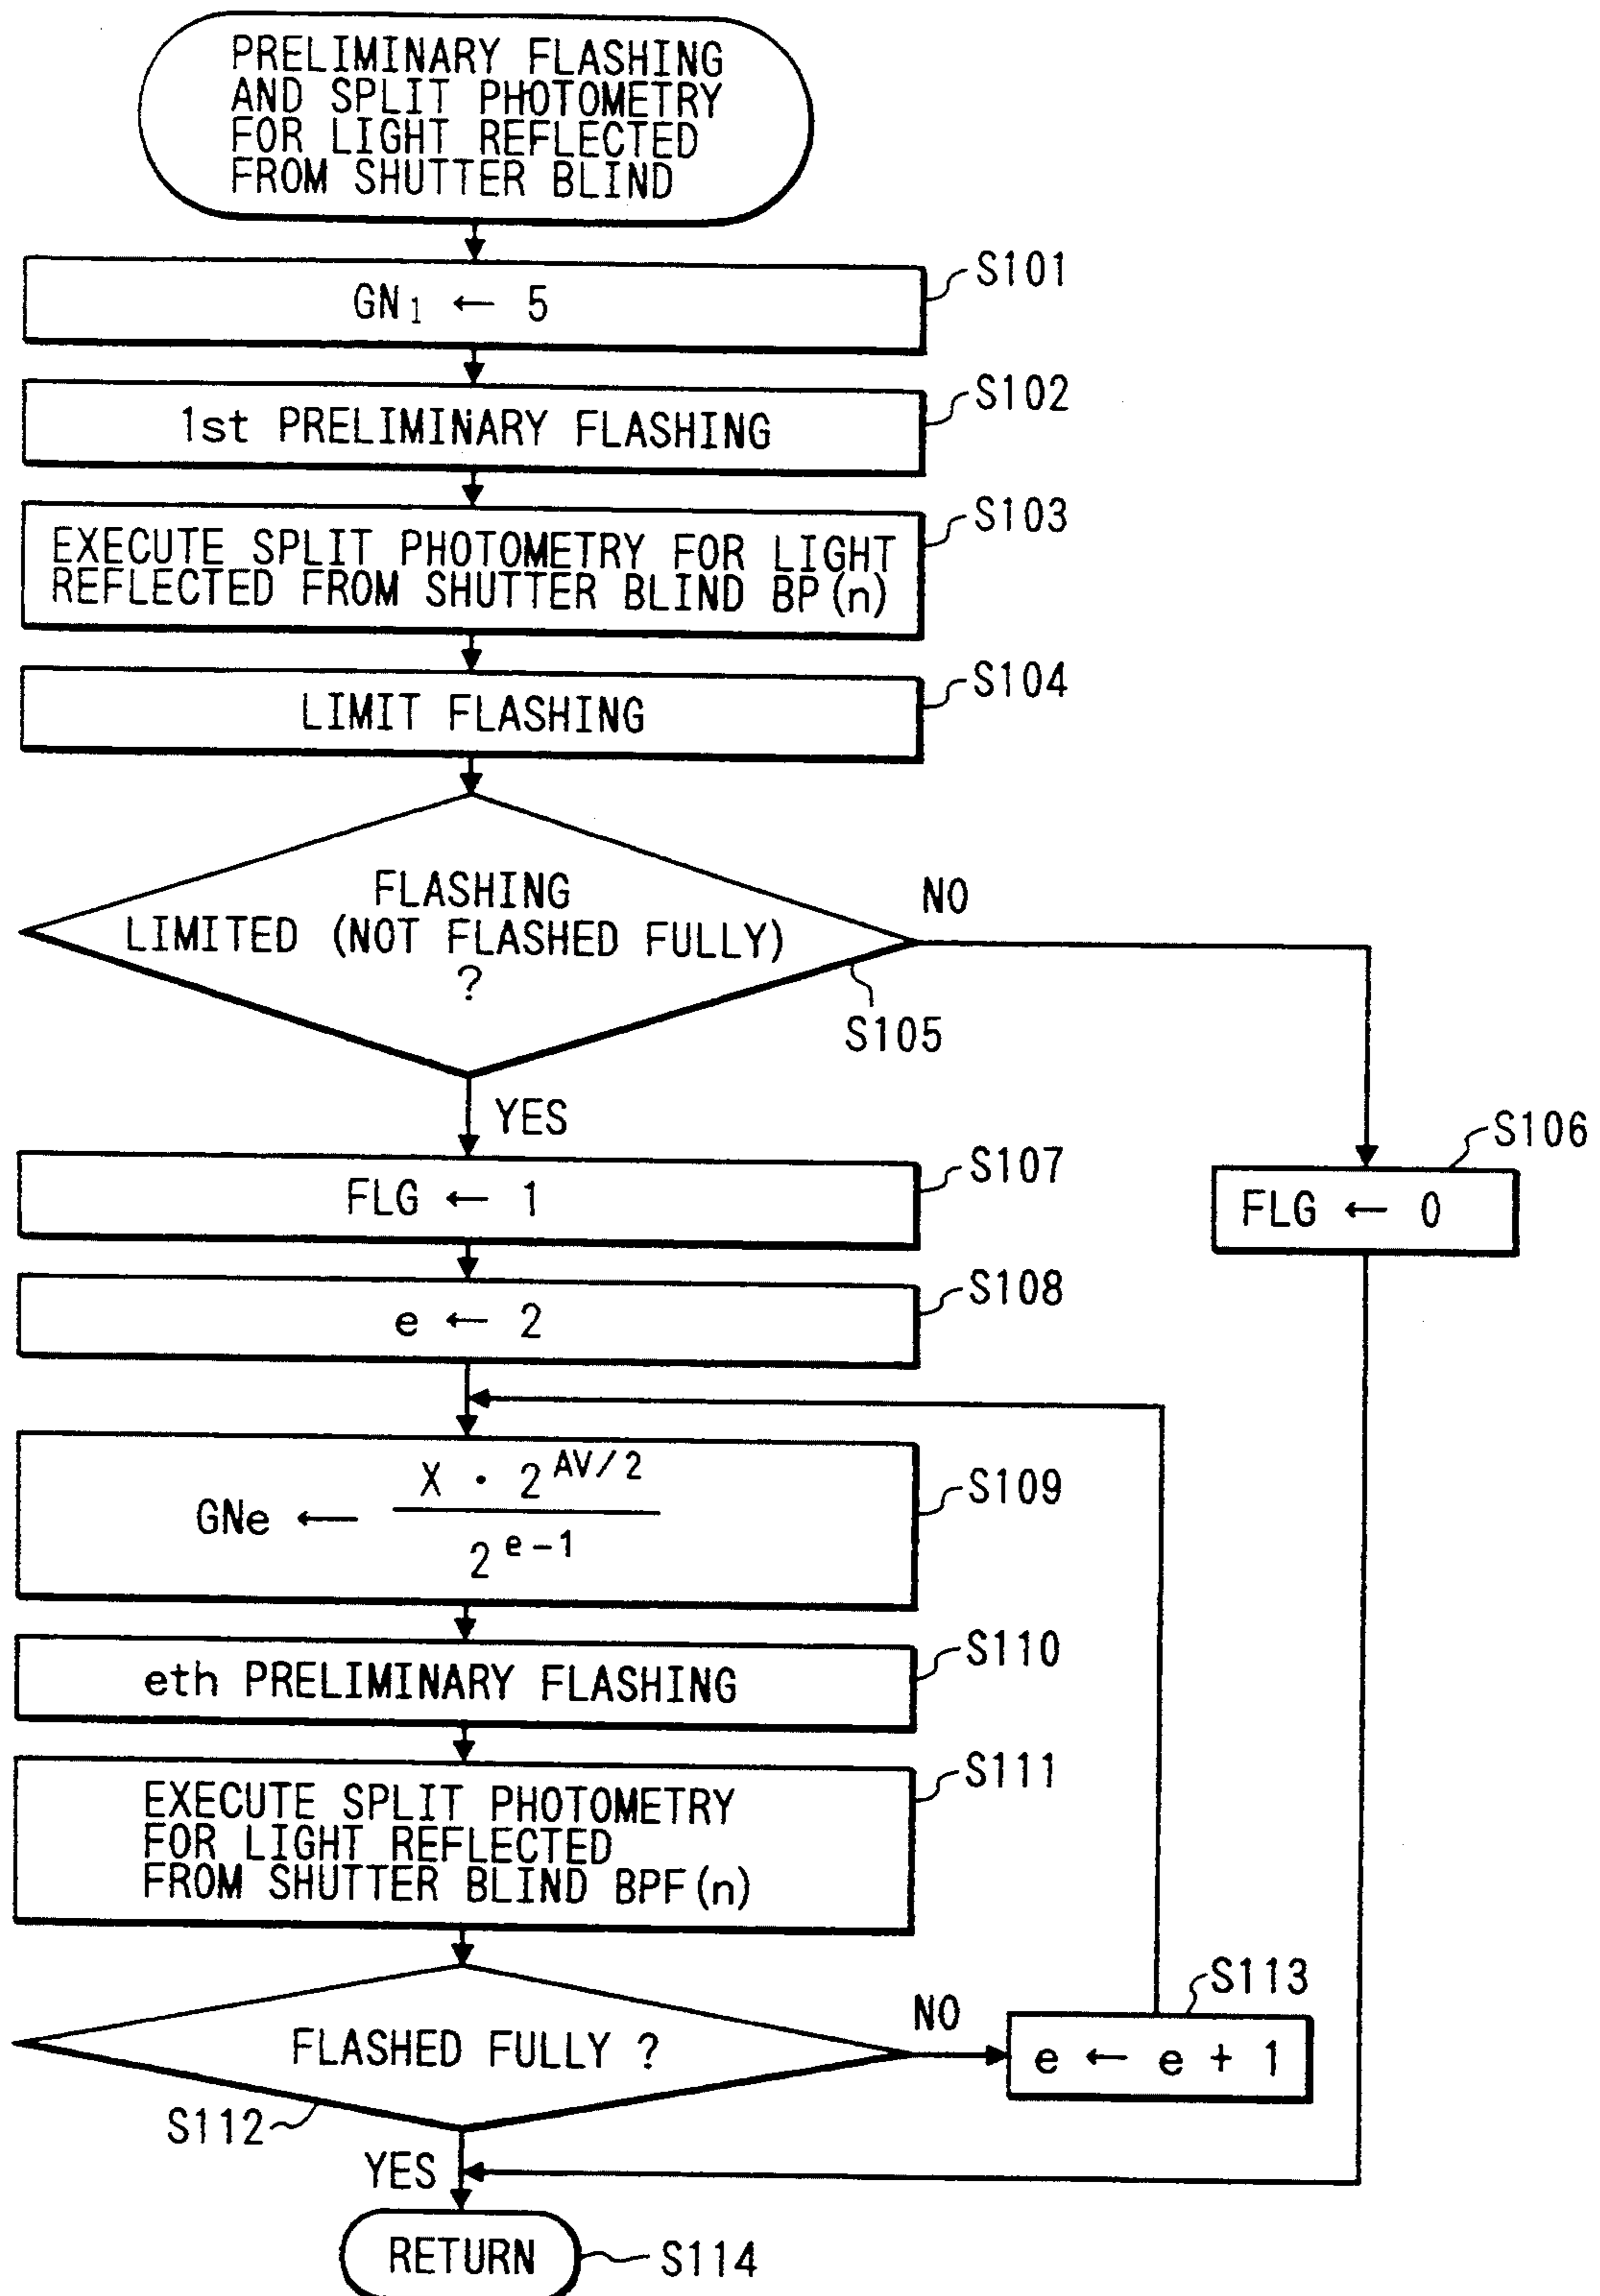 PRELIMINARY FLASHING
AND SPLIT PHOTOMETRY
FOR LIGHT REFLECTED
FROM SHUTTER BLIND
S101
GN₁ ← 5
S102
1st PRELIMINARY FLASHING
S103
EXECUTE SPLIT PHOTOMETRY FOR LIGHT
REFLECTED FROM SHUTTER BLIND BP(n)
S104
LIMIT FLASHING
FLASHING
LIMITED (NOT FLASHED FULLY)
?
NO
S105
YES
S106
FLG ← 0
S107
FLG ← 1
S108
e ← 2
S109
GNe ← X · 2^AV/2
2^e-1
S110
eth PRELIMINARY FLASHING
S111
EXECUTE SPLIT PHOTOMETRY
FOR LIGHT REFLECTED
FROM SHUTTER BLIND BPF(n)
FLASHED FULLY ?
NO
S113
e ← e + 1
S112
YES
RETURN
S114